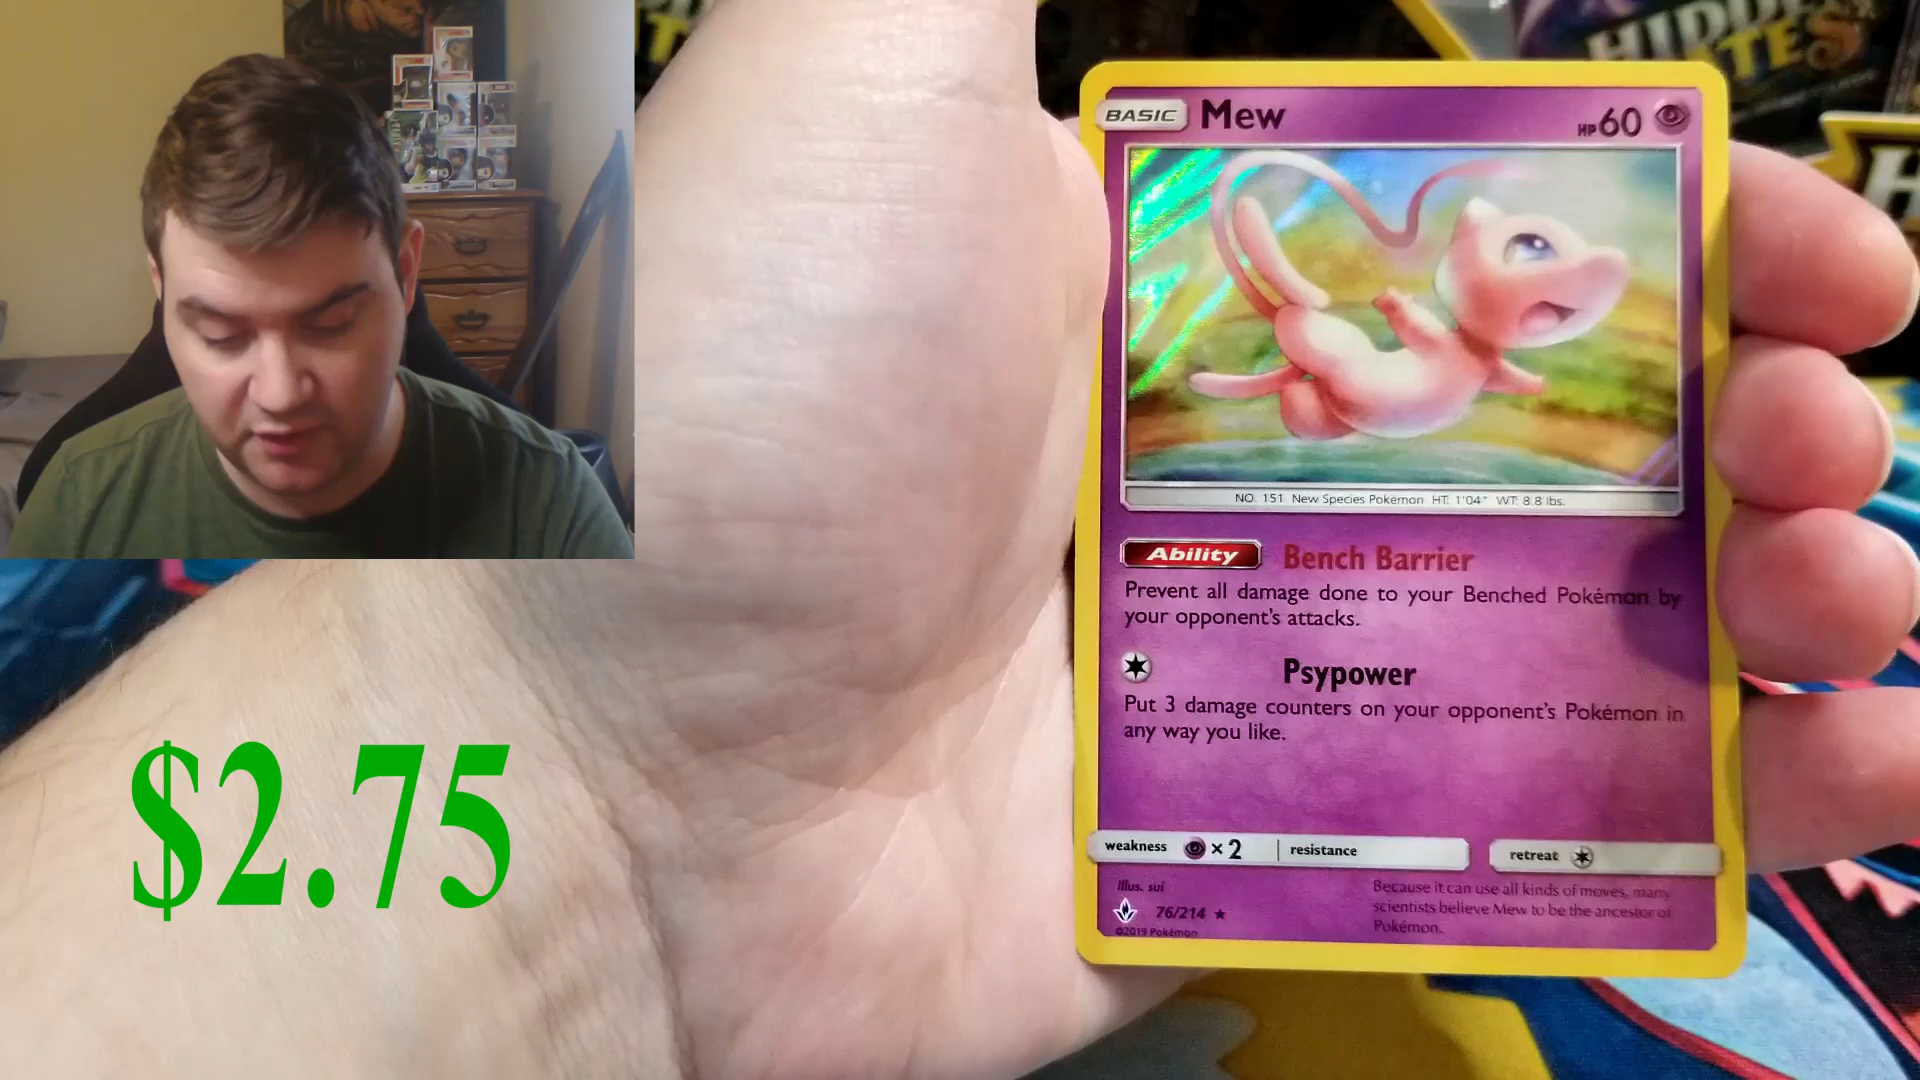 HIDDEN
FATES
BASIC Mew HP60
NO. 151 New Species Pokémon HT: 1'04" WT: 8.8 lbs.
Ability Bench Barrier
Prevent all damage done to your Benched Pokémon by
your opponent's attacks.
Psypower
Put 3 damage counters on your opponent's Pokémon in
any way you like.
weakness ×2 resistance
retreat
Illus. sui
76/214 ★
©2019 Pokémon
Because it can use all kinds of moves, many
scientists believe Mew to be the ancestor of
Pokémon.
$2.75